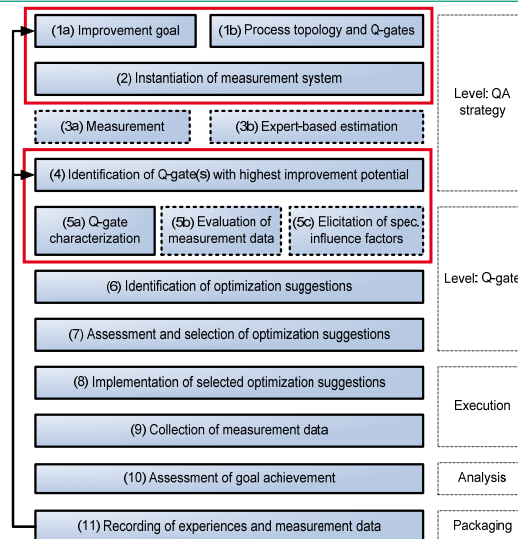 (1a) Improvement goal
(1b) Process topology and Q-gates
(2) Instantiation of measurement system
Level: QA
strategy
(3a) Measurement
(3b) Expert-based estimation
(4) Identification of Q-gate(s) with highest improvement potential
(5a) Q-gate
characterization
(5b) Evaluation of
measurement data
(5c) Elicitation of spec.
influence factors
Level: Q-gate
(6) Identification of optimization suggestions
(7) Assessment and selection of optimization suggestions
(8) Implementation of selected optimization suggestions
Execution
(9) Collection of measurement data
(10) Assessment of goal achievement
Analysis
(11) Recording of experiences and measurement data
Packaging